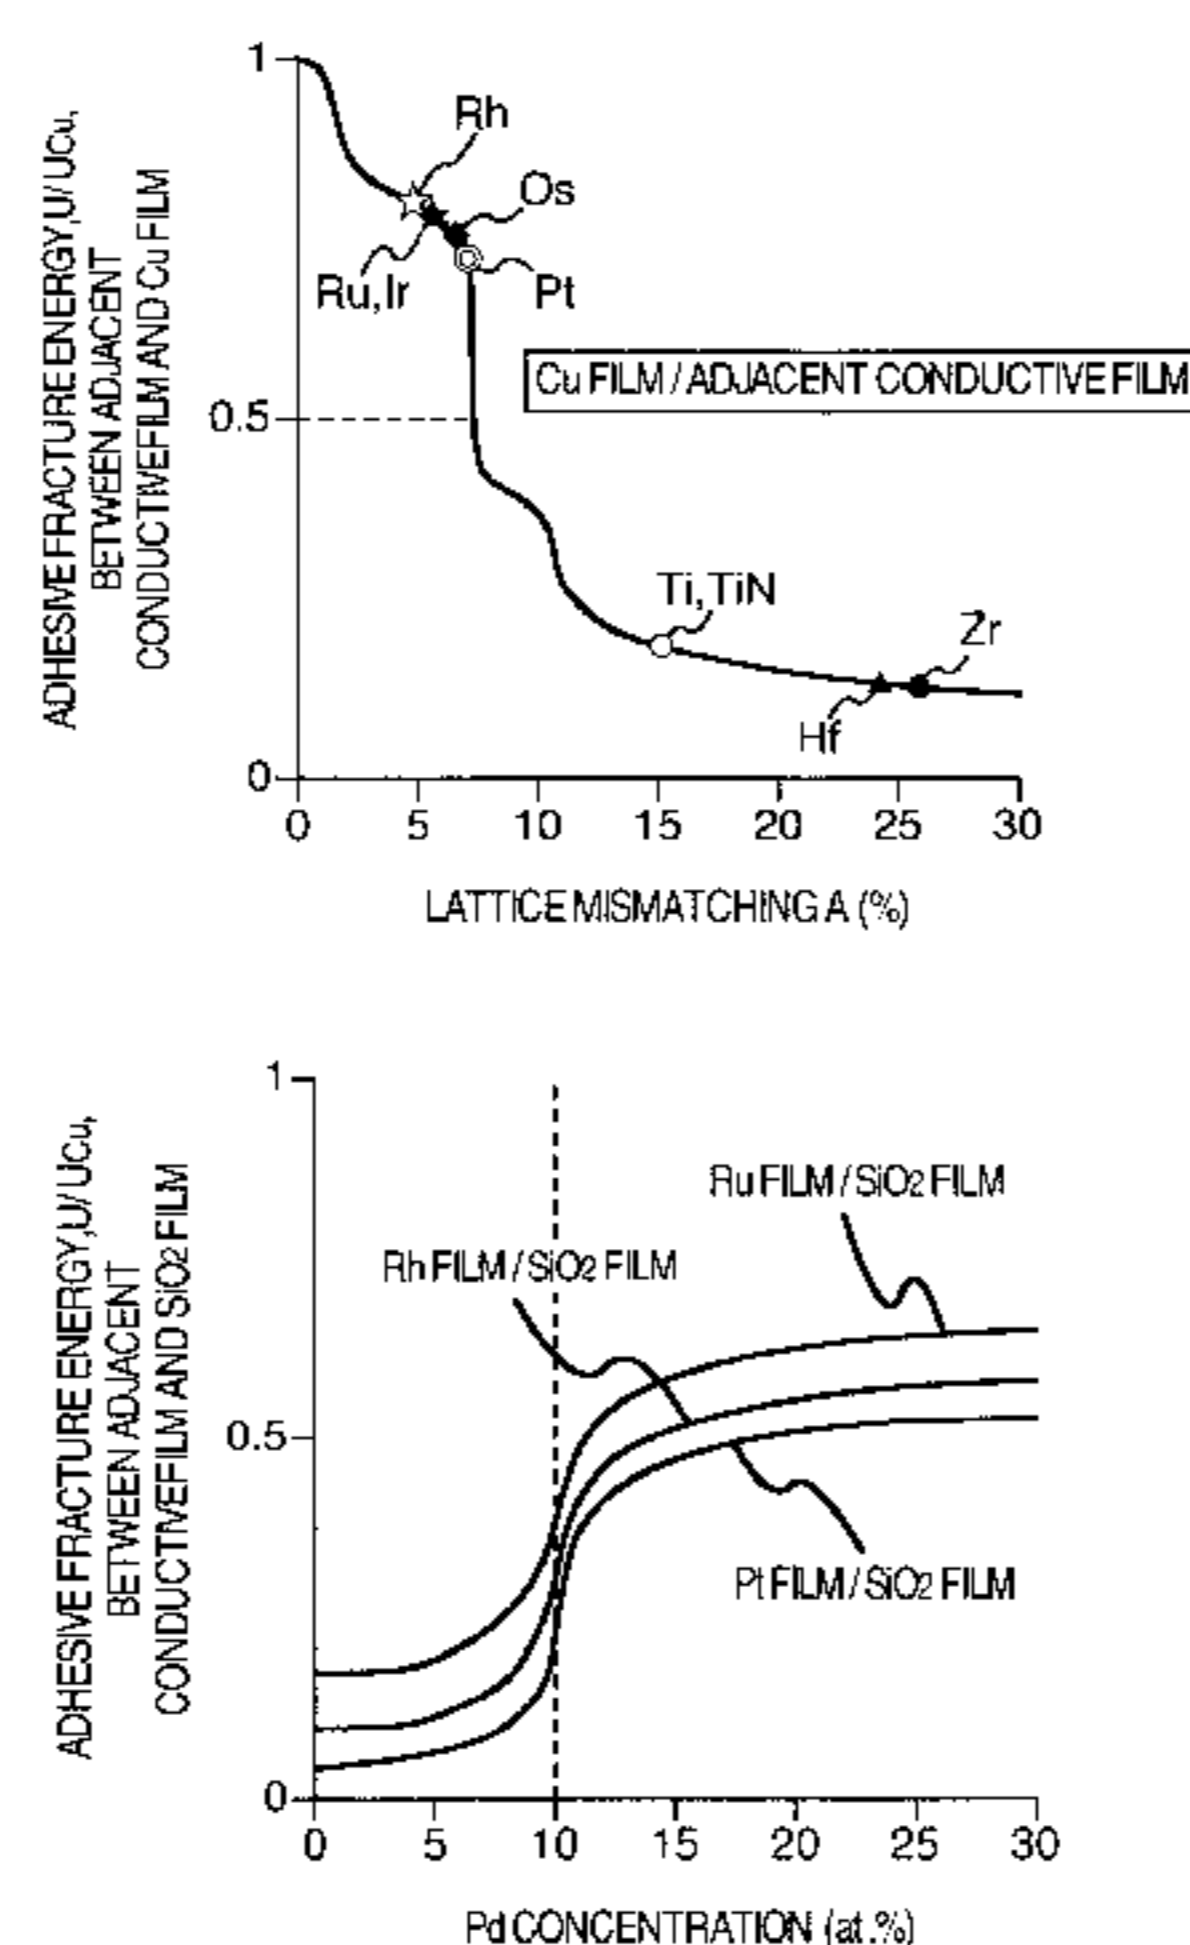 ADHESIVE FRACTURE ENERGY,U/UCu,
BETWEEN ADJACENT
CONDUCTIVEFILM AND Cu FILM
1
0.5
0
Rh
Os
Ru,Ir
Pt
Cu FILM / ADJACENT CONDUCTIVE FILM
Ti,TiN
Zr
Hf
0 5 10 15 20 25 30
LATTICE MISMATCHING A (%)
ADHESIVE FRACTURE ENERGY,U/UCu,
BETWEEN ADJACENT
CONDUCTIVEFILM AND SiO2 FILM
1
0.5
0
Ru FILM / SiO2 FILM
Rh FILM / SiO2 FILM
Pt FILM / SiO2 FILM
0 5 10 15 20 25 30
Pd CONCENTRATION (at.%)